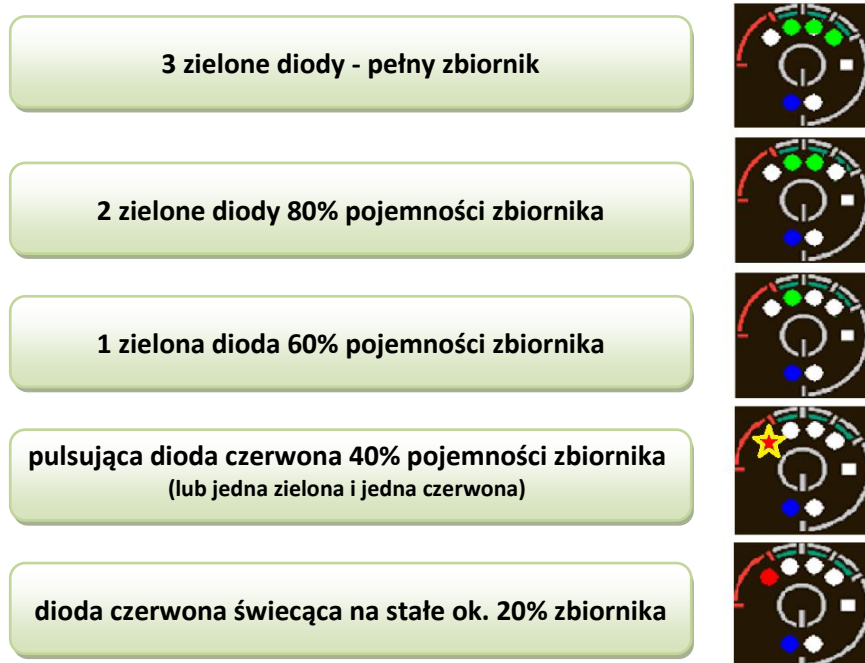 3 zielone diody - pełny zbiornik
2 zielone diody 80% pojemności zbiornika
1 zielona dioda 60% pojemności zbiornika
pulsująca dioda czerwona 40% pojemności zbiornika
(lub jedna zielona i jedna czerwona)
dioda czerwona świecąca na stałe ok. 20% zbiornika